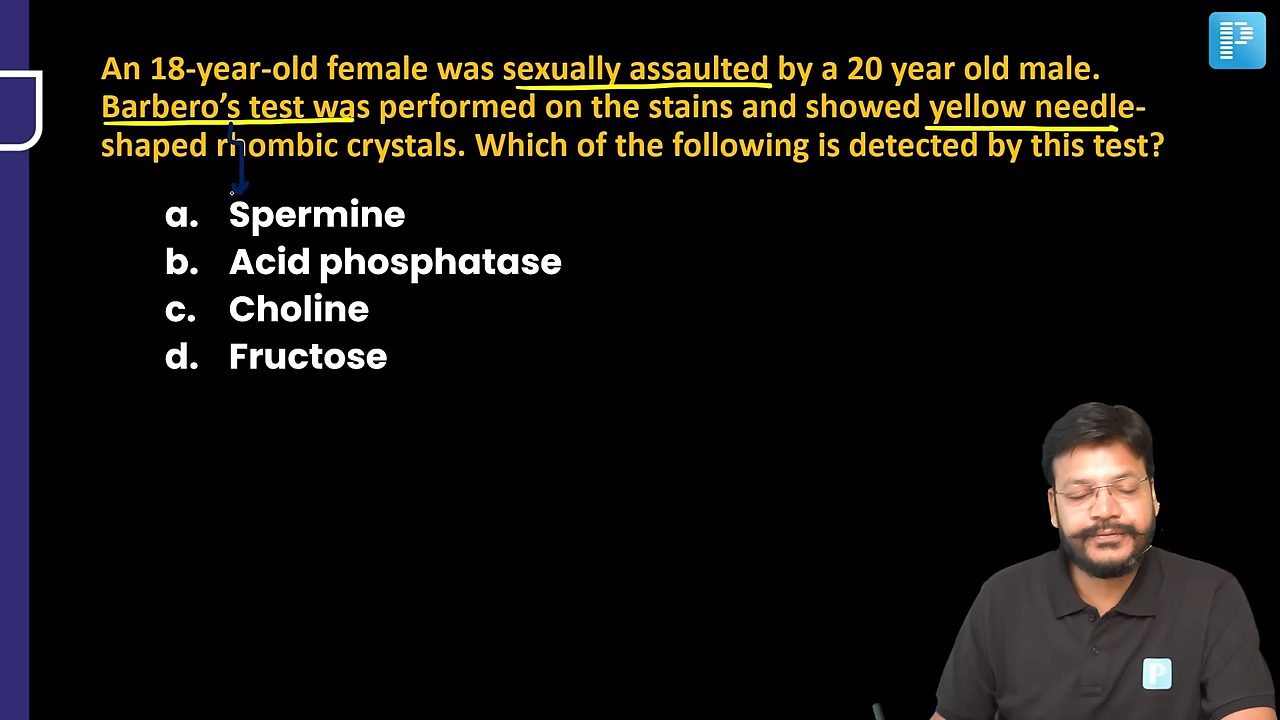 An 18-year-old female was sexually assaulted by a 20 year old male.
Barbero's test was performed on the stains and showed yellow needle-
shaped rhombic crystals. Which of the following is detected by this test?
a. Spermine
b. Acid phosphatase
c. Choline
d. Fructose